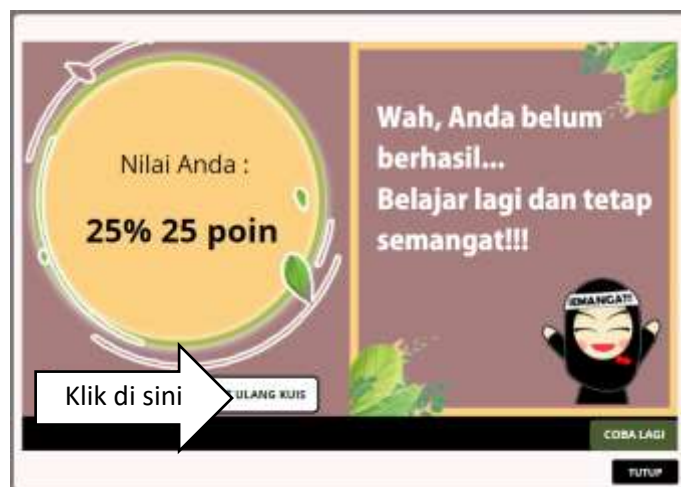 Nilai Anda :
25% 25 poin
Wah, Anda belum
berhasil...
Belajar lagi dan tetap
semangat!!!
SEMANGAT!!
Klik di sini
ULANG KUIS
COBA LAGI
TUTUP